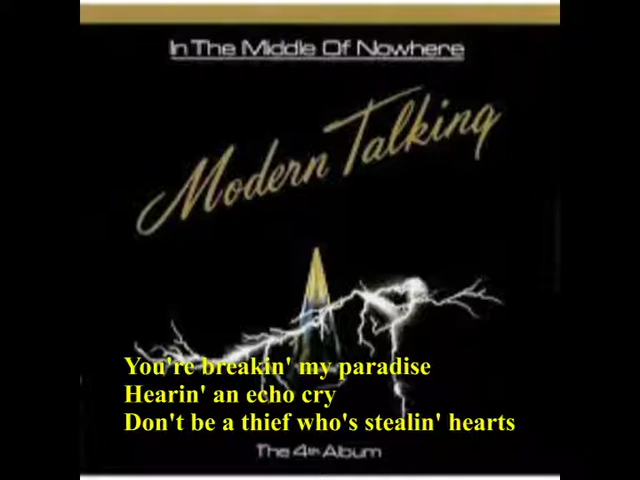 In The Middle Of Nowhere
Modern Talking
You're breakin' my paradise
Hearin' an echo cry
Don't be a thief who's stealin' hearts
The 4th Album